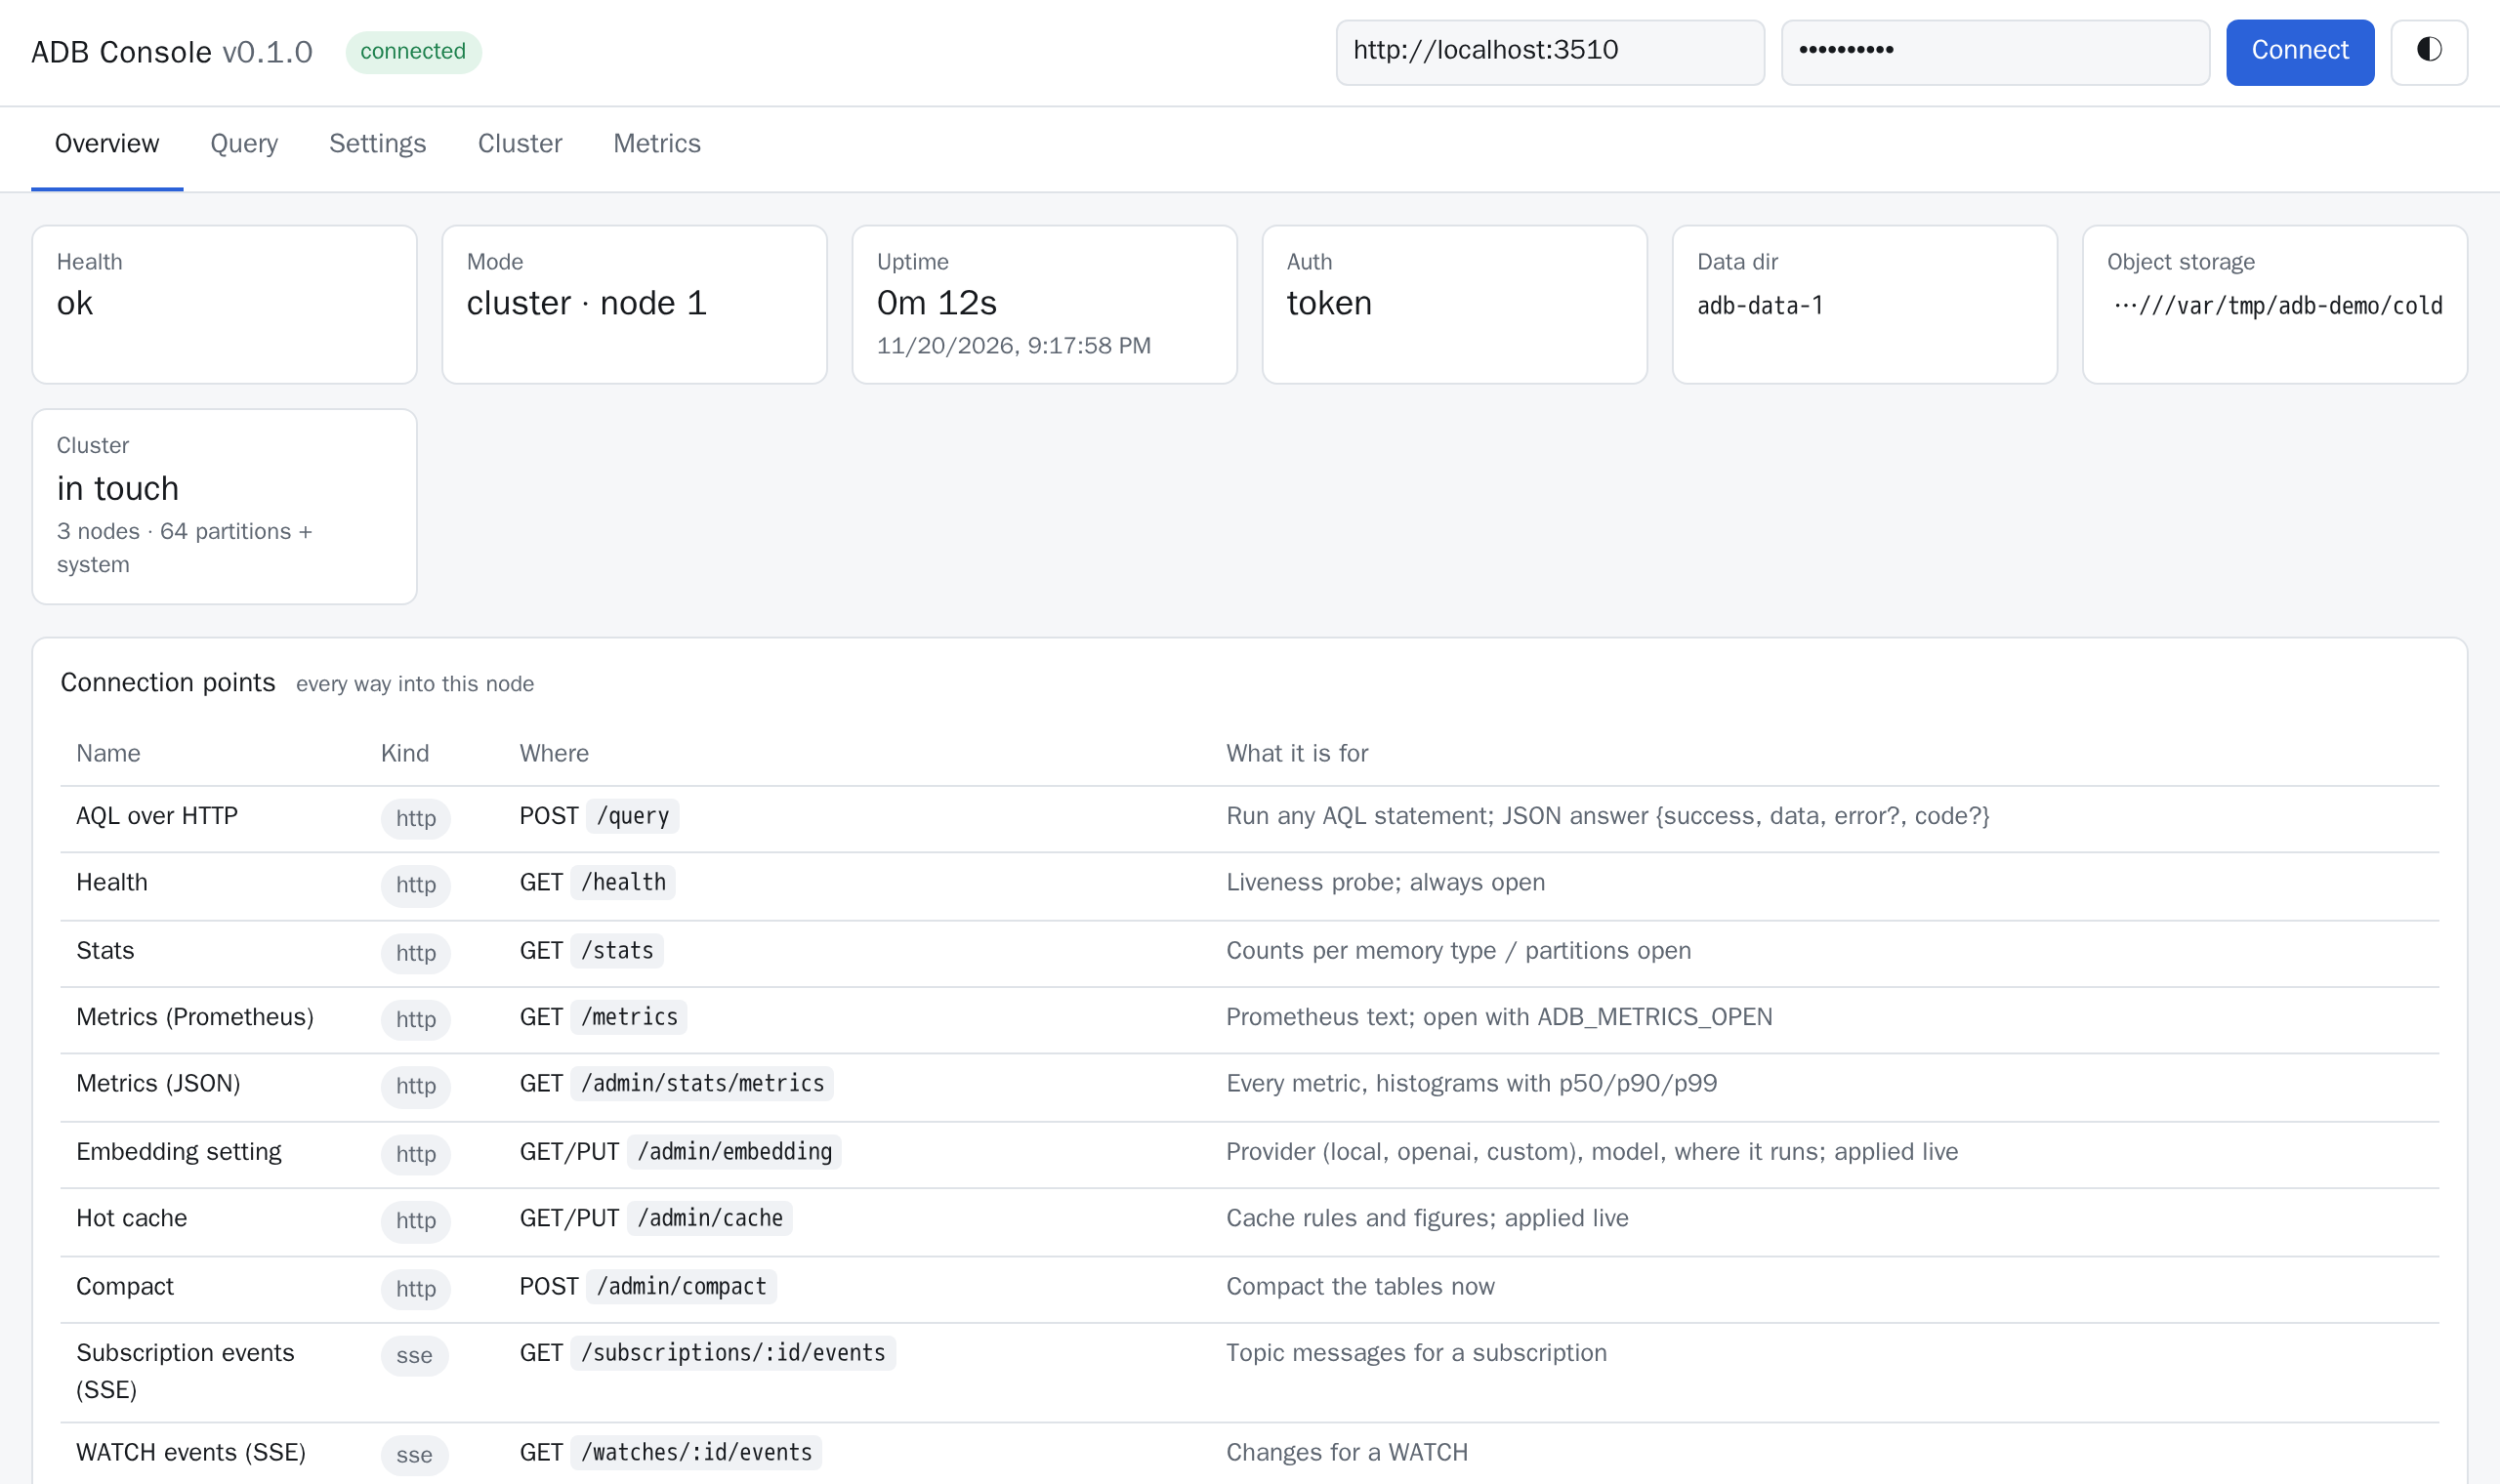 ADB Console v0.1.0 connected http://localhost:3510 •••••••••• Connect
Overview Query Settings Cluster Metrics
Health
ok
Mode
cluster · node 1
Uptime
0m 12s
11/20/2026, 9:17:58 PM
Auth
token
Data dir
adb-data-1
Object storage
…///var/tmp/adb-demo/cold
Cluster
in touch
3 nodes · 64 partitions +
system
Connection points every way into this node
Name Kind Where What it is for
AQL over HTTP http POST /query Run any AQL statement; JSON answer {success, data, error?, code?}
Health http GET /health Liveness probe; always open
Stats http GET /stats Counts per memory type / partitions open
Metrics (Prometheus) http GET /metrics Prometheus text; open with ADB_METRICS_OPEN
Metrics (JSON) http GET /admin/stats/metrics Every metric, histograms with p50/p90/p99
Embedding setting http GET/PUT /admin/embedding Provider (local, openai, custom), model, where it runs; applied live
Hot cache http GET/PUT /admin/cache Cache rules and figures; applied live
Compact http POST /admin/compact Compact the tables now
Subscription events
(SSE) sse GET /subscriptions/:id/events Topic messages for a subscription
WATCH events (SSE) sse GET /watches/:id/events Changes for a WATCH